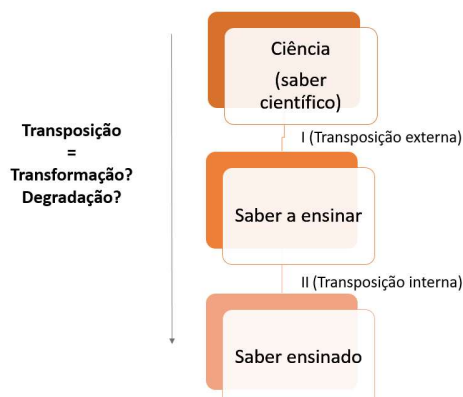 Ciência
(saber
científico)
I (Transposição externa)
Transposição
=
Transformação?
Degradação?
Saber a ensinar
II (Transposição interna)
Saber ensinado